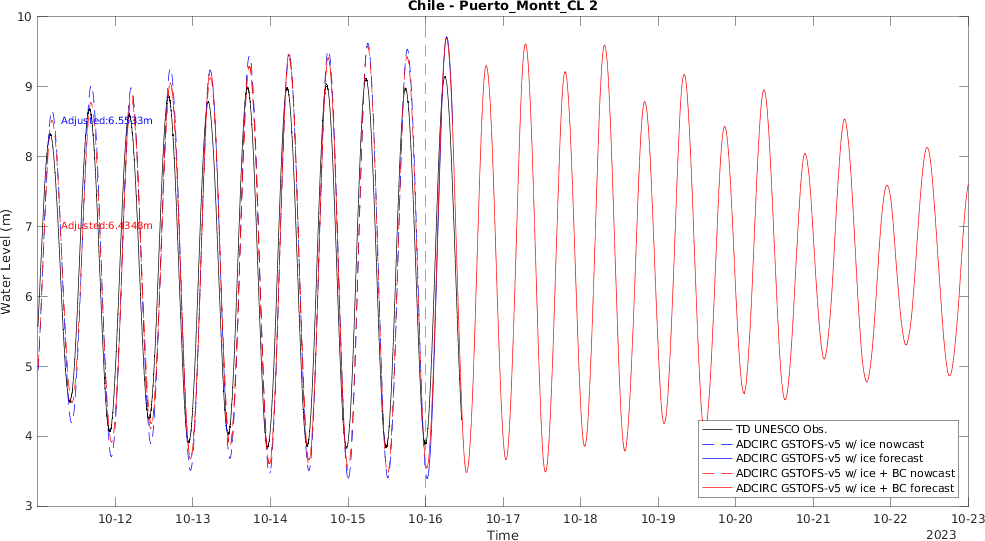 Chile - Puerto_Montt_CL 2
10
9
8
7
6
5
4
3
Water Level (m)
Adjusted:6.5533m
Adjusted:6.4348m
TD UNESCO Obs.
ADCIRC GSTOFS-v5 w/ ice nowcast
ADCIRC GSTOFS-v5 w/ ice forecast
ADCIRC GSTOFS-v5 w/ ice + BC nowcast
ADCIRC GSTOFS-v5 w/ ice + BC forecast
10-12 10-13 10-14 10-15 10-16 10-17 10-18 10-19 10-20 10-21 10-22 10-23
Time
2023